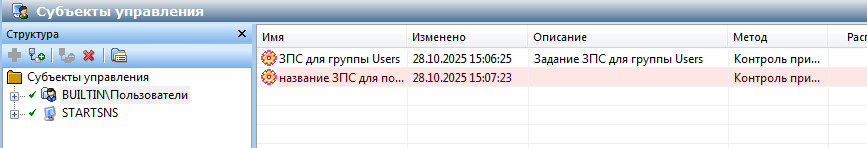 Субъекты управления
Структура
Имя Изменено Описание Метод Расп
ЗПС для группы Users 28.10.2025 15:06:25 Задание ЗПС для группы Users Контроль при...
название ЗПС для по... 28.10.2025 15:07:23 Контроль при...
Субъекты управления
BUILTIN\Пользователи
STARTSNS